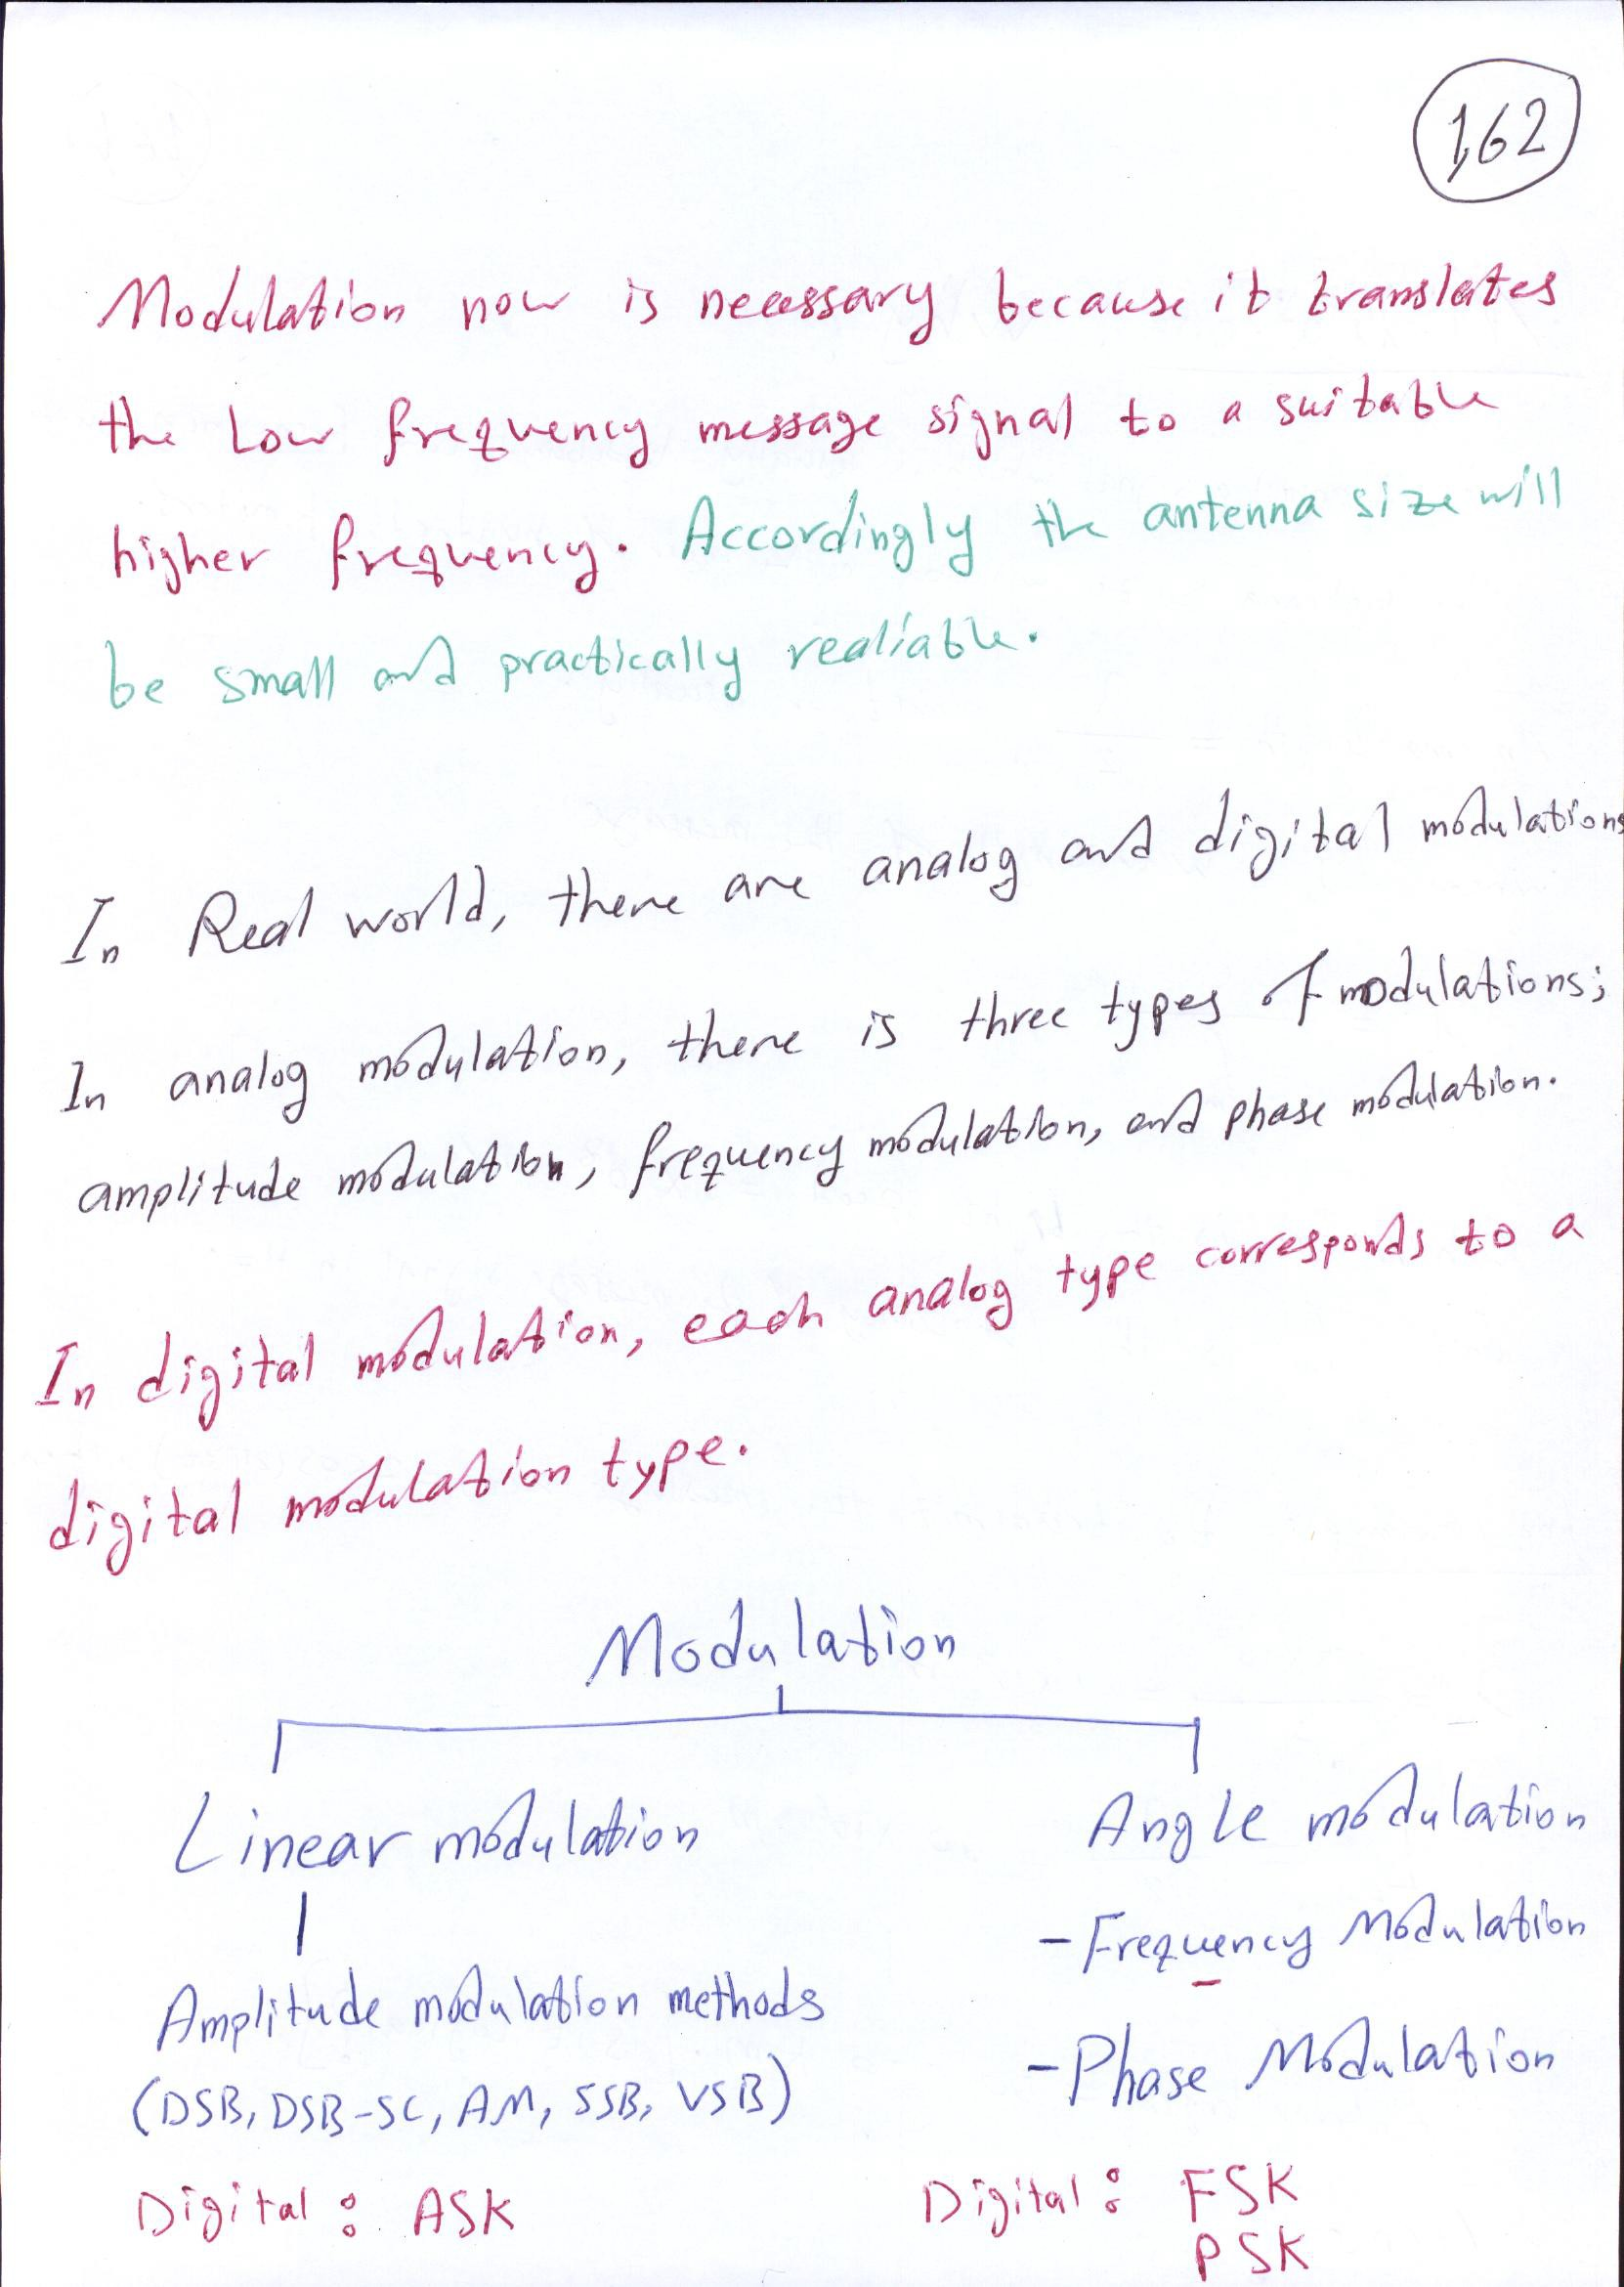 1,62
Modulation now is necessary because it translates
the Low frequency message signal to a suitable
higher frequency. Accordingly the antenna size will
be small and practically realiable.
In Real world, there are analog and digital modulations
In analog modulation, there is three types of modulations;
amplitude modulation, frequency modulation, and phase modulation.
In digital modulation, each analog type corresponds to a
digital modulation type.
Modulation
Linear modulation
Angle modulation
- Frequency Modulation
Amplitude modulation methods
- Phase Modulation
(DSB, DSB-SC, AM, SSB, VSB)
Digital : ASK
Digital : FSK
PSK